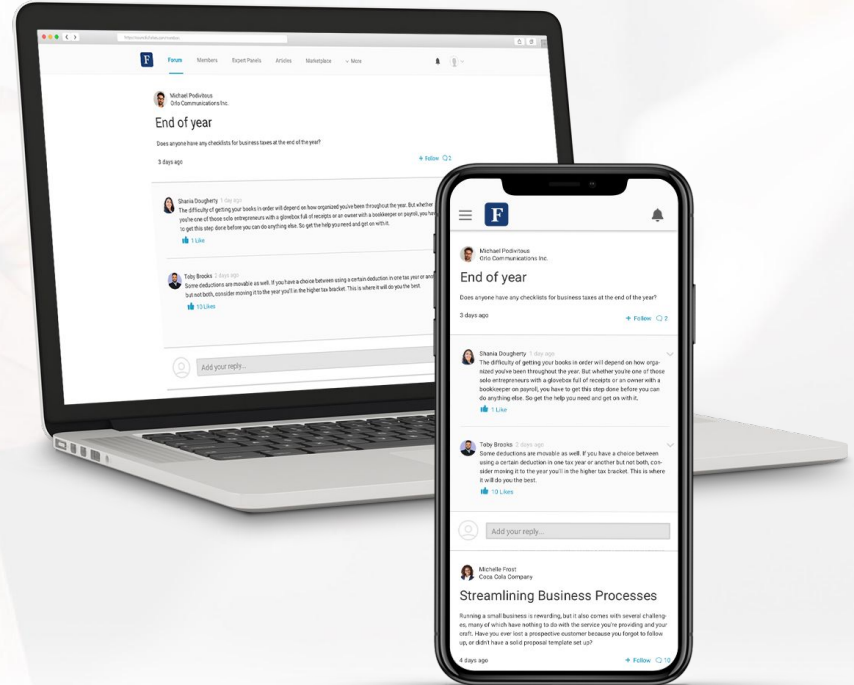 F
Forum Members Expert Panels Articles Marketplace More
Michael Podivitous
Orlo Communications Inc.
End of year
Does anyone have any checklists for business taxes at the end of the year?
3 days ago
+ Follow 2
Shania Dougherty 1 day ago
The difficulty of getting your books in order will depend on how organized you've been throughout the year. But whether
you're one of those solo entrepreneurs with a glovebox full of receipts or an owner with a bookkeeper on payroll, you
to get this step done before you can do anything else. So get the help you need and get on with it.
1 Like
Toby Brooks 2 days ago
Some deductions are movable as well. If you have a choice between using a certain deduction in one tax year or
but not both, consider moving it to the year you'll in the higher tax bracket. This is where it will do you the best.
10 Likes
Add your reply...
F
Michael Podivitous
Orlo Communications Inc.
End of year
Does anyone have any checklists for business taxes at the end of the year?
3 days ago
+ Follow 2
Shania Dougherty 1 day ago
The difficulty of getting your books in order will depend on how orga-
nized you've been throughout the year. But whether you're one of those
solo entrepreneurs with a glovebox full of receipts or an owner with a
bookkeeper on payroll, you have to get this step done before you can
do anything else. So get the help you need and get on with it.
1 Like
Toby Brooks 2 days ago
Some deductions are movable as well. If you have a choice between
using a certain deduction in one tax year or another but not both, con-
sider moving it to the year you'll in the higher tax bracket. This is where
it will do you the best.
10 Likes
Add your reply...
Michelle Frost
Coca Cola Company
Streamlining Business Processes
Running a small business is rewarding, but it also comes with several challeng-
es, many of which have nothing to do with the service you're providing and your
craft. Have you ever lost a prospective customer because you forgot to follow
up, or didn't have a solid proposal template set up?
4 days ago
+ Follow 10